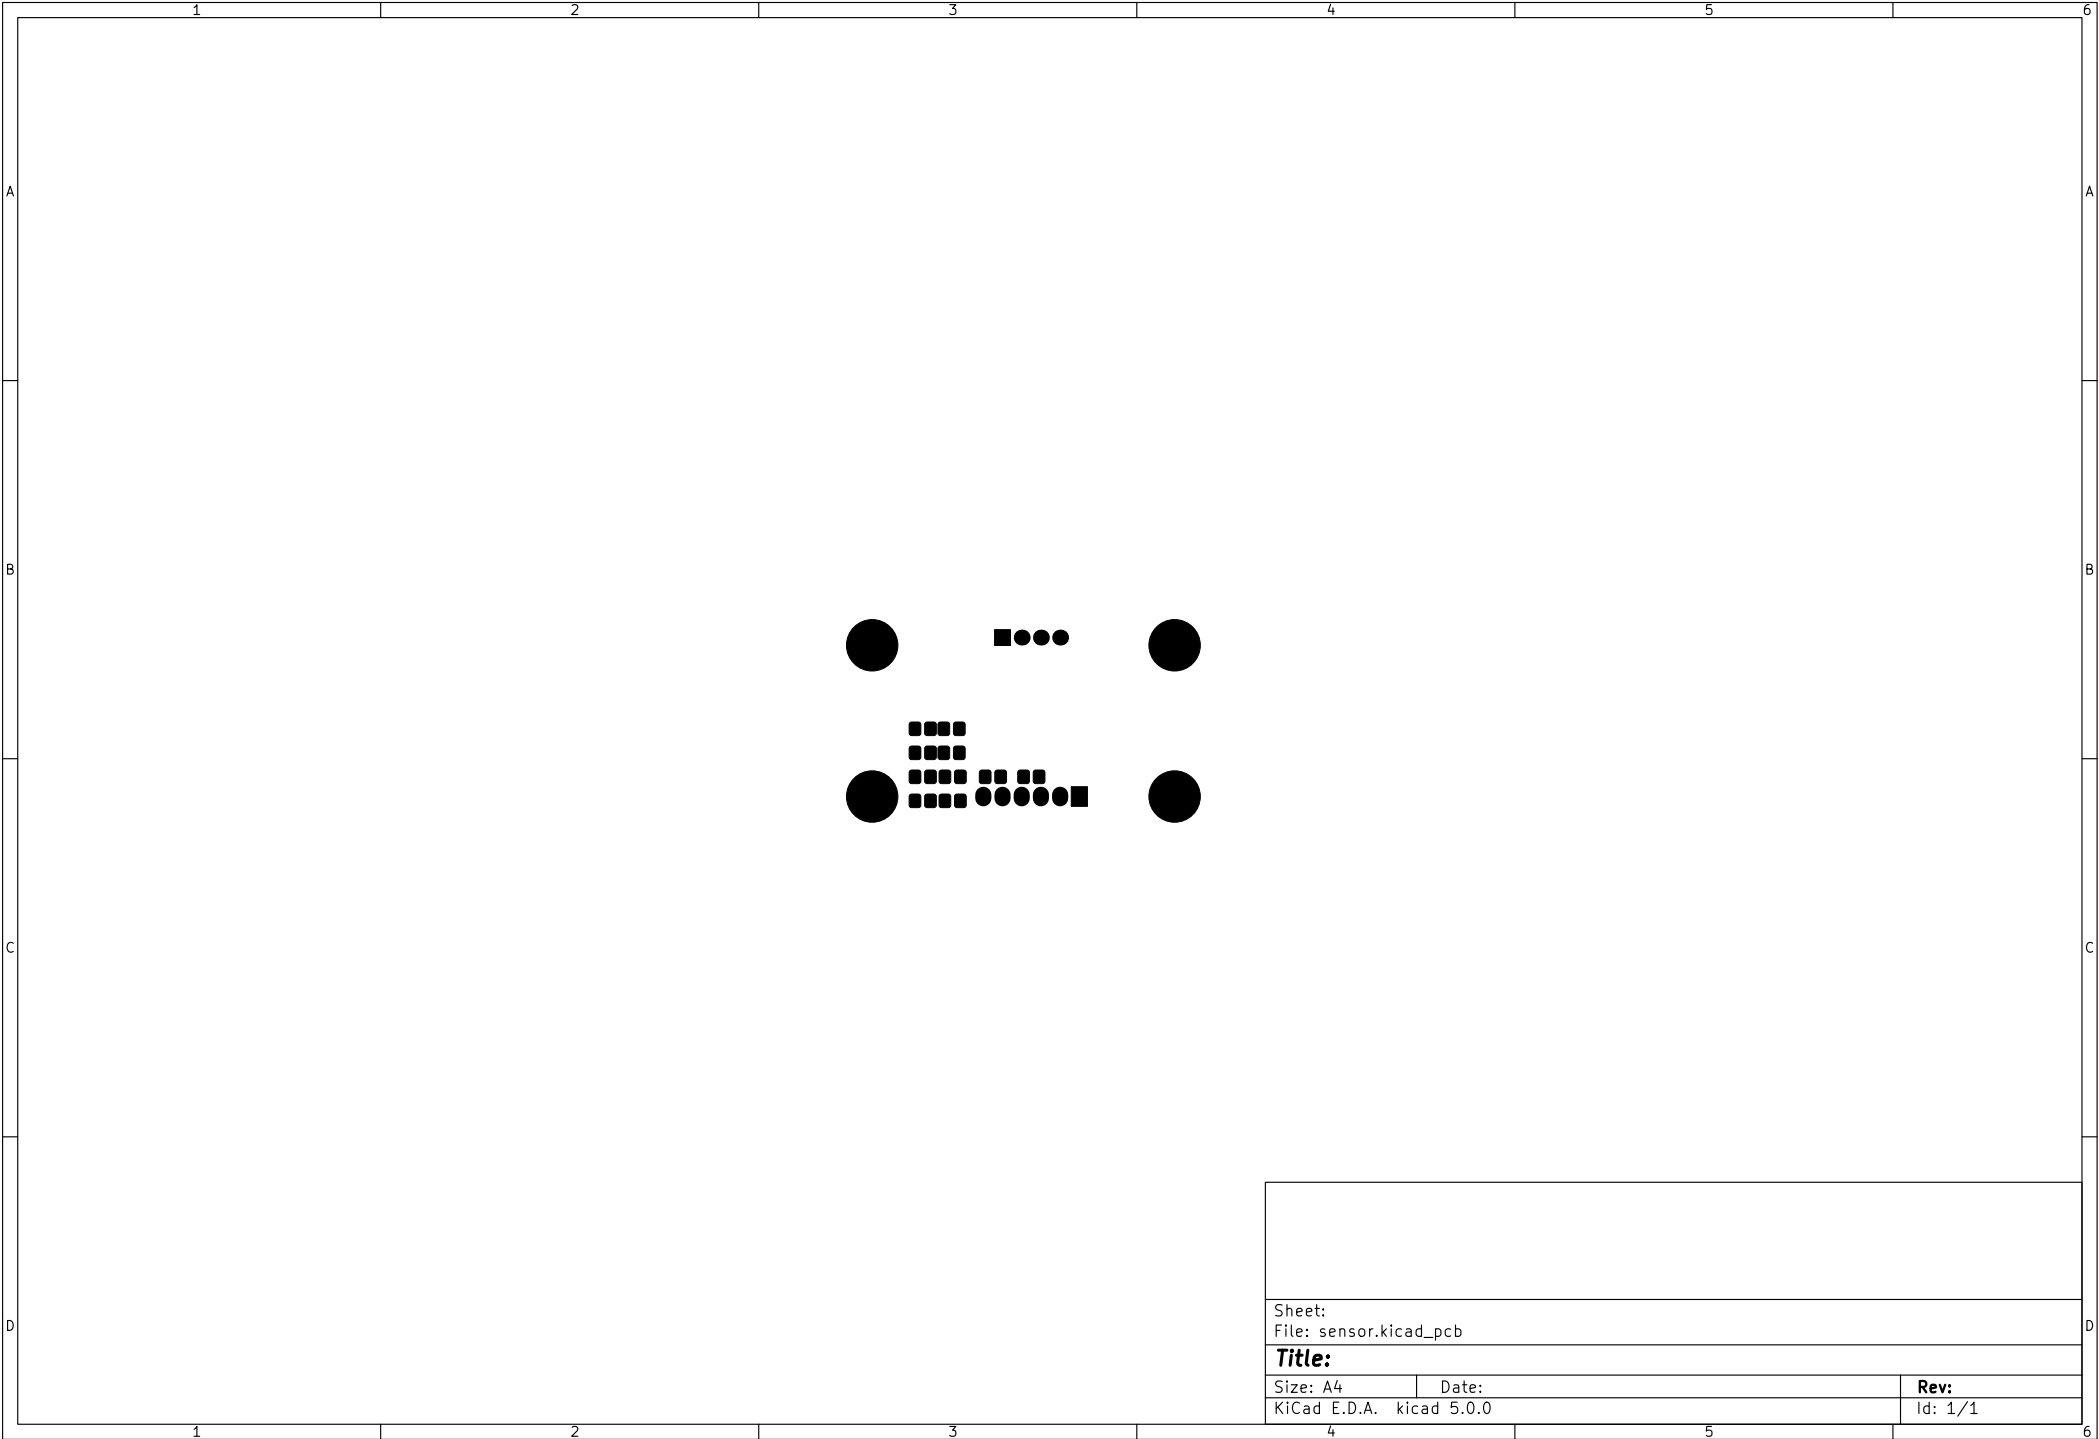 1 2 3 4 5 6
A A
B B
C C
Sheet:
File: sensor.kicad_pcb
D D
Title:
Size: A4 Date: Rev:
KiCad E.D.A. kicad 5.0.0 Id: 1/1
1 2 3 4 5 6